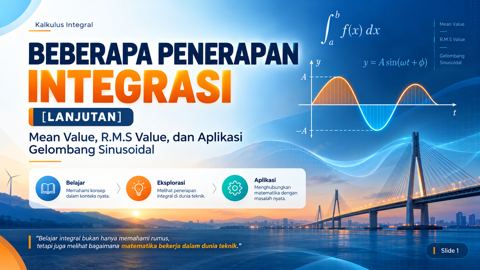 Kalkulus Integral
BEBERAPA PENERAPAN
INTEGRASI
[LANJUTAN]
Mean Value, R.M.S Value, dan Aplikasi
Gelombang Sinusoidal
Belajar
Memahami konsep
dalam konteks nyata.
Eksplorasi
Melihat penerapan
integral di dunia teknik.
Aplikasi
Menghubungkan
matematika dengan
masalah nyata.
"Belajar integral bukan hanya memahami rumus,
tetapi juga melihat bagaimana matematika bekerja dalam dunia teknik."
∫_a^b f(x) dx
y = A sin(ωt + ϕ)
y
A
-A
t
Mean Value
R.M.S Value
Gelombang
Sinusoidal
Slide 1